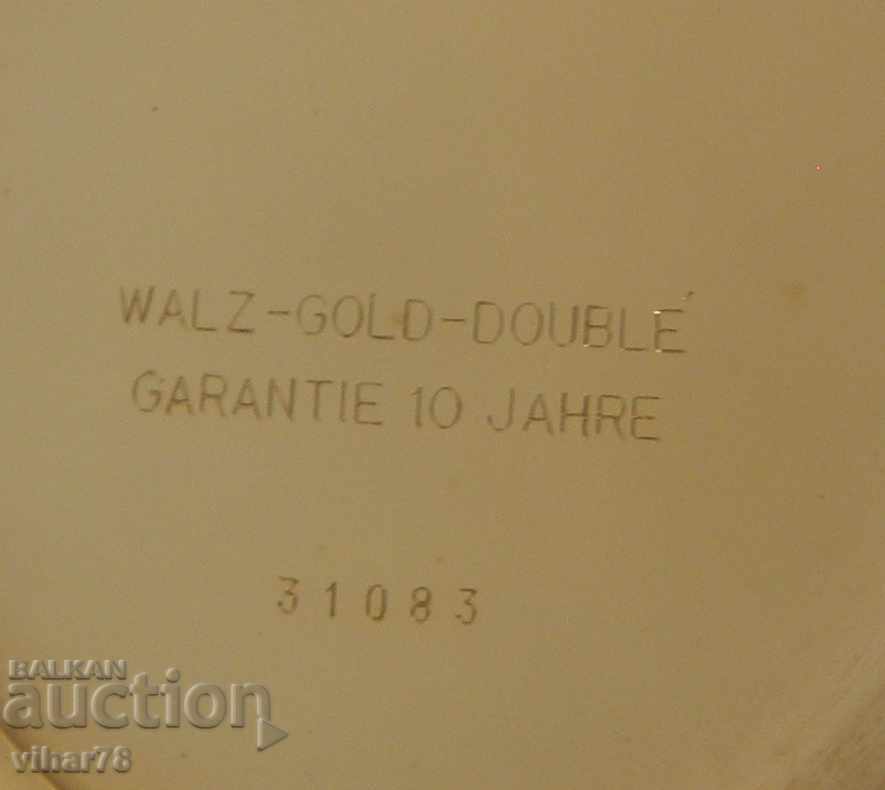 WALZ-GOLD-DOUBLÉ
GARANTIE 10 JAHRE
31083
BALKAN
auction
vihar78